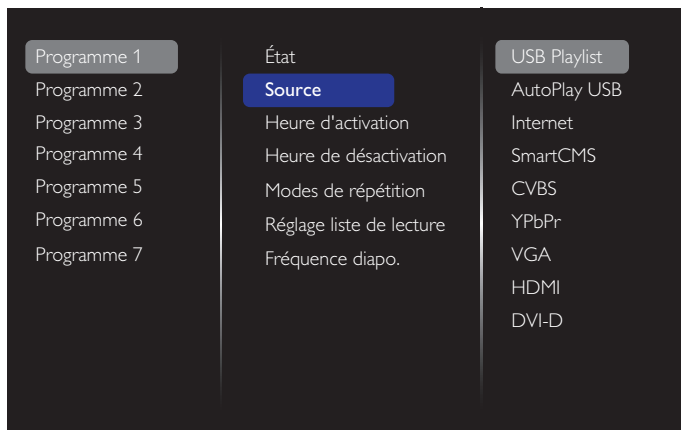 Programme 1
Programme 2
Programme 3
Programme 4
Programme 5
Programme 6
Programme 7
État
Source
Heure d'activation
Heure de désactivation
Modes de répétition
Réglage liste de lecture
Fréquence diapo.
USB Playlist
AutoPlay USB
Internet
SmartCMS
CVBS
YPbPr
VGA
HDMI
DVI-D